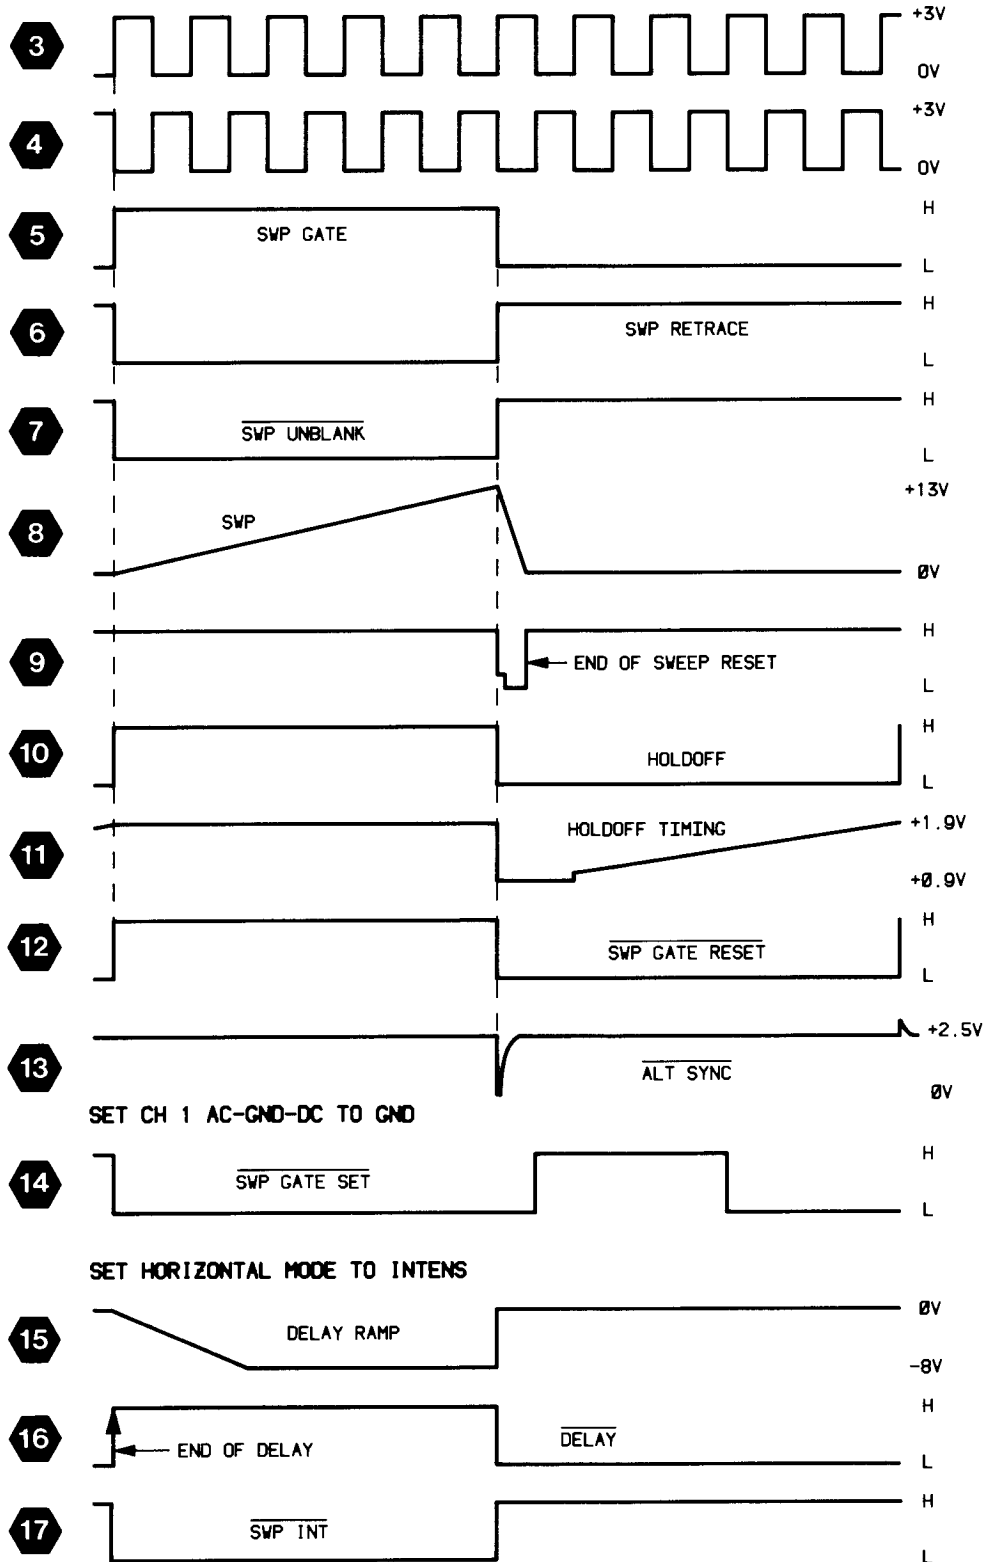 3 +3V
0V
4 +3V
0V
5 SWP GATE H
L
6 SWP RETRACE H
L
7 SWP UNBLANK H
L
8 SWP +13V
0V
9 END OF SWEEP RESET H
L
10 HOLDOFF H
L
11 HOLDOFF TIMING +1.9V
+0.9V
12 SWP GATE RESET H
L
13 ALT SYNC +2.5V
0V
SET CH 1 AC-GND-DC TO GND
14 SWP GATE SET H
L
SET HORIZONTAL MODE TO INTENS
15 DELAY RAMP 0V
-8V
16 END OF DELAY DELAY H
L
17 SWP INT H
L